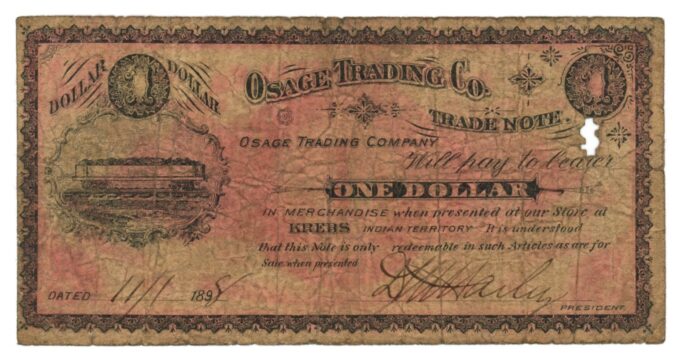 DOLLAR 1 DOLLAR
OSAGE TRADING CO.
1
TRADE NOTE.
OSAGE TRADING COMPANY
Will pay to bearer
ONE DOLLAR
IN MERCHANDISE when presented at our Store at
KREBS INDIAN TERRITORY It is understood
that this Note is only redeemable in such Articles as are for
Sale when presented
DATED 11/1 1898
PRESIDENT